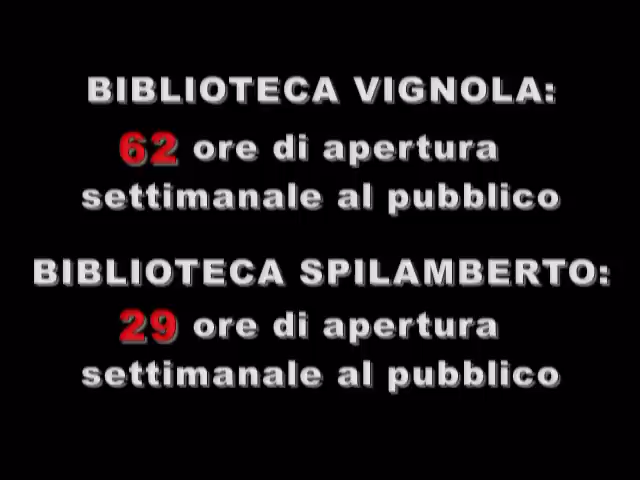 BIBLIOTECA VIGNOLA:
62 ore di apertura
settimanale al pubblico
BIBLIOTECA SPILAMBERTO:
29 ore di apertura
settimanale al pubblico